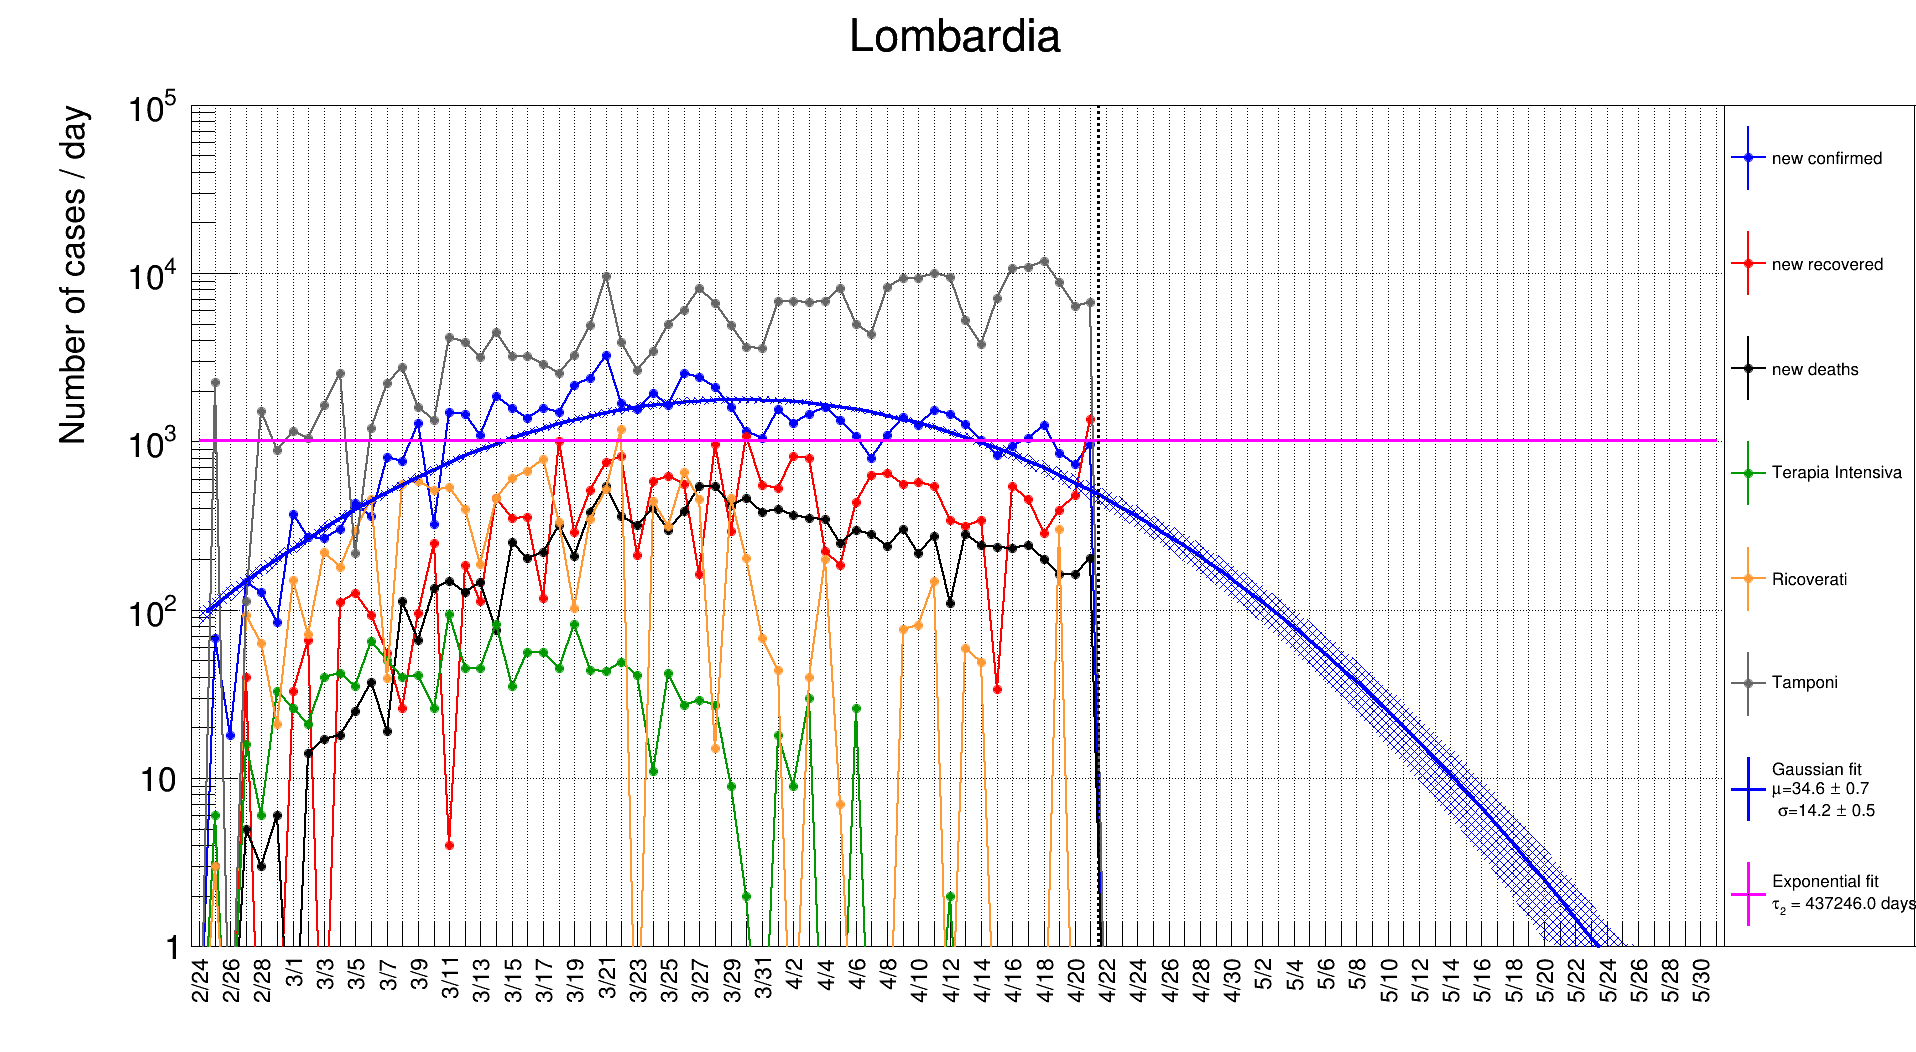 Lombardia
Number of cases / day
10^5
10^4
10^3
10^2
10
1
2/24 2/26 2/28 3/1 3/3 3/5 3/7 3/9 3/11 3/13 3/15 3/17 3/19 3/21 3/23 3/25 3/27 3/29 3/31 4/2 4/4 4/6 4/8 4/10 4/12 4/14 4/16 4/18 4/20 4/22 4/24 4/26 4/28 4/30 5/2 5/4 5/6 5/8 5/10 5/12 5/14 5/16 5/18 5/20 5/22 5/24 5/26 5/28 5/30
new confirmed
new recovered
new deaths
Terapia Intensiva
Ricoverati
Tamponi
Gaussian fit
μ=34.6 ± 0.7
σ=14.2 ± 0.5
Exponential fit
τ₂ = 437246.0 days